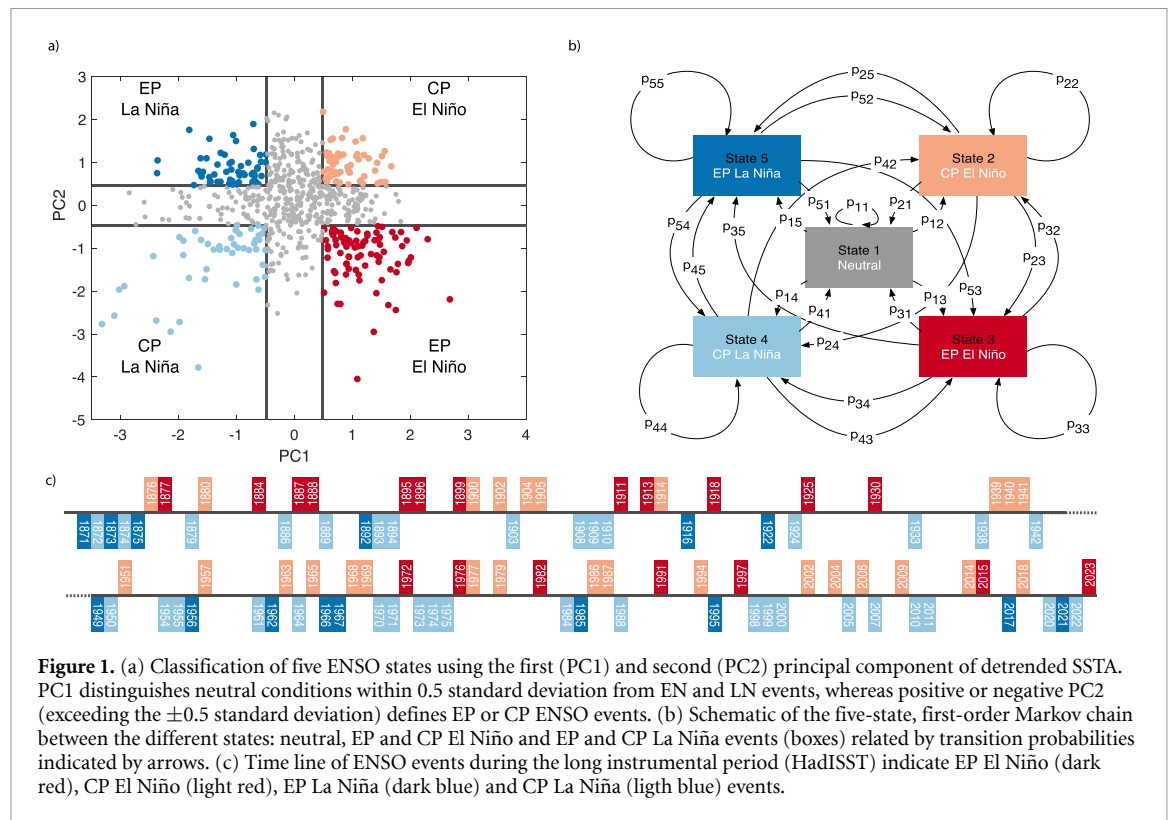 a)
3
2
1
0
-1
-2
-3
-4
-5
PC2
EP
La Niña
CP
El Niño
CP
La Niña
EP
El Niño
-3 -2 -1 0 1 2 3 4
PC1
b)
p55
p25
p52
p22
State 5
EP La Niña
p42
State 2
CP El Niño
p54
p15
p51
p11
p21
p12
p32
p35
p45
State 1
Neutral
p23
p14
p41
p13
p31
p53
State 4
CP La Niña
p24
State 3
EP El Niño
p44
p34
p43
p33
c)
1876 1877 1880 1884 1887 1888 1895 1896 1899 1900 1902 1904 1905 1911 1913 1914 1918 1925 1930 1939 1940 1941
1871 1872 1873 1874 1875 1879 1886 1889 1892 1893 1894 1903 1908 1909 1910 1916 1922 1924 1933 1938 1942
1951 1957 1963 1965 1968 1969 1972 1976 1977 1979 1982 1986 1987 1991 1994 1997 2002 2004 2006 2009 2014 2015 2018 2023
1949 1950 1954 1955 1956 1961 1962 1964 1966 1967 1970 1971 1973 1974 1975 1984 1985 1988 1995 1998 1999 2000 2005 2007 2010 2011 2017 2020 2021 2022
Figure 1. (a) Classification of five ENSO states using the first (PC1) and second (PC2) principal component of detrended SSTA.
PC1 distinguishes neutral conditions within 0.5 standard deviation from EN and LN events, whereas positive or negative PC2
(exceeding the ±0.5 standard deviation) defines EP or CP ENSO events. (b) Schematic of the five-state, first-order Markov chain
between the different states: neutral, EP and CP El Niño and EP and CP La Niña events (boxes) related by transition probabilities
indicated by arrows. (c) Time line of ENSO events during the long instrumental period (HadISST) indicate EP El Niño (dark
red), CP El Niño (light red), EP La Niña (dark blue) and CP La Niña (ligth blue) events.